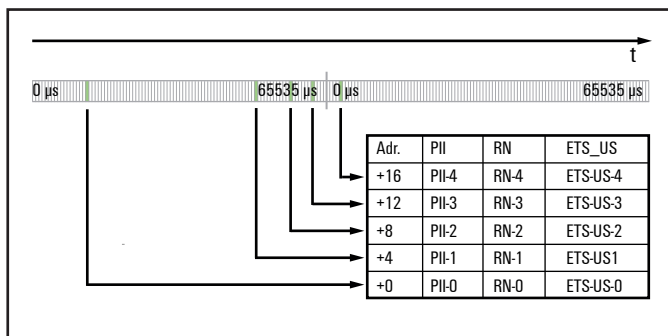 t
0 µs 65535 µs 0 µs 65535 µs
Adr. PII RN ETS_US
+16 PII-4 RN-4 ETS-US-4
+12 PII-3 RN-3 ETS-US-3
+8 PII-2 RN-2 ETS-US-2
+4 PII-1 RN-1 ETS-US1
+0 PII-0 RN-0 ETS-US-0